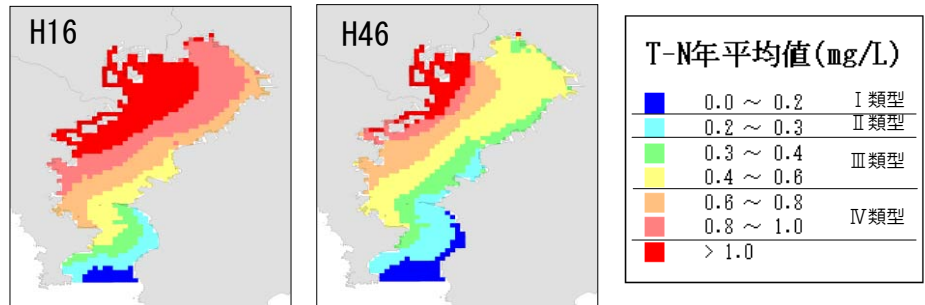 H16
H46
T-N年平均値(mg/L)
0.0 ～ 0.2 Ⅰ類型
0.2 ～ 0.3 Ⅱ類型
0.3 ～ 0.4
Ⅲ類型
0.4 ～ 0.6
0.6 ～ 0.8
Ⅳ類型
0.8 ～ 1.0
> 1.0